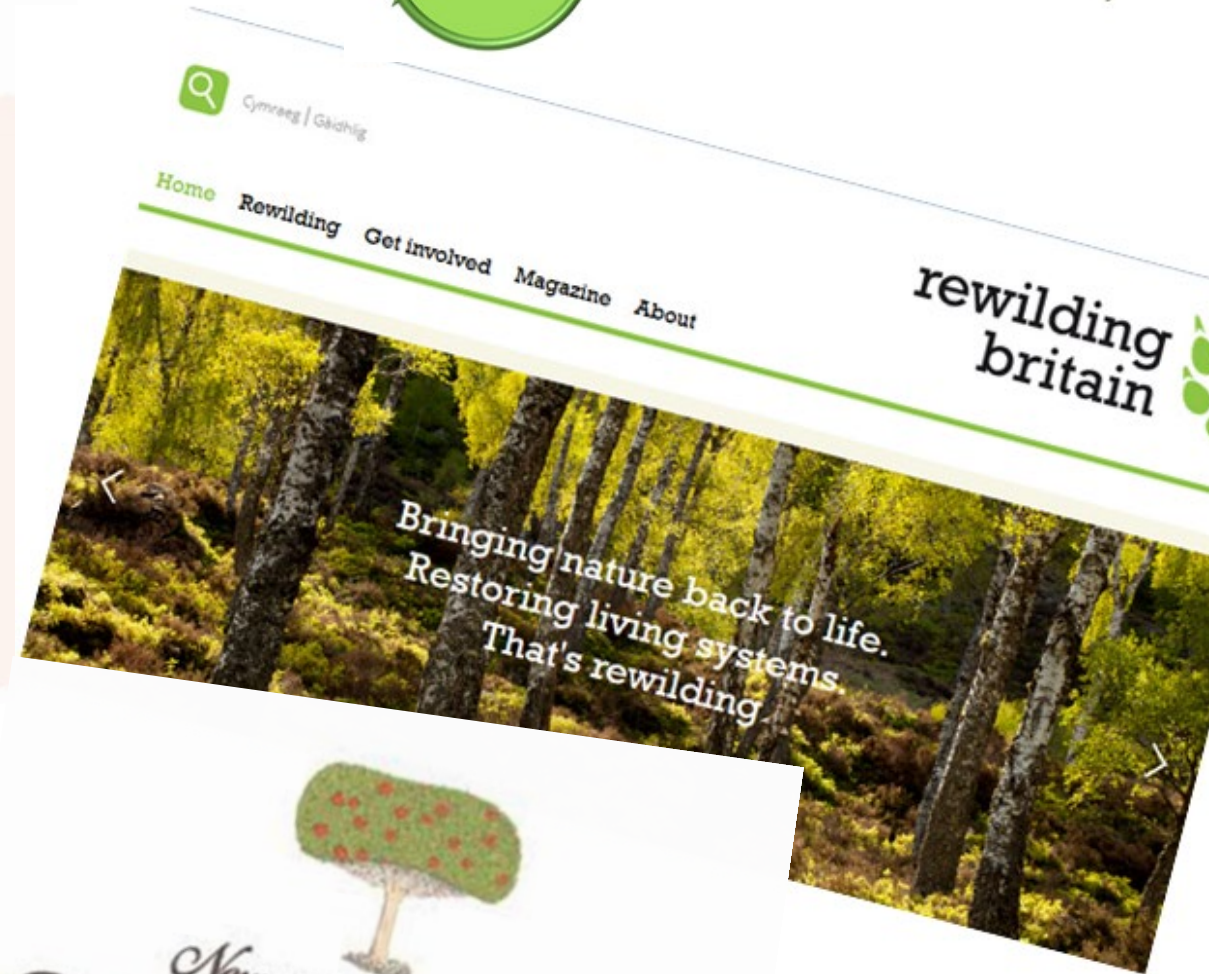 Cymraeg | Gàidhlig
Home Rewilding Get involved Magazine About
rewilding
britain
Bringing nature back to life.
Restoring living systems.
That's rewilding.